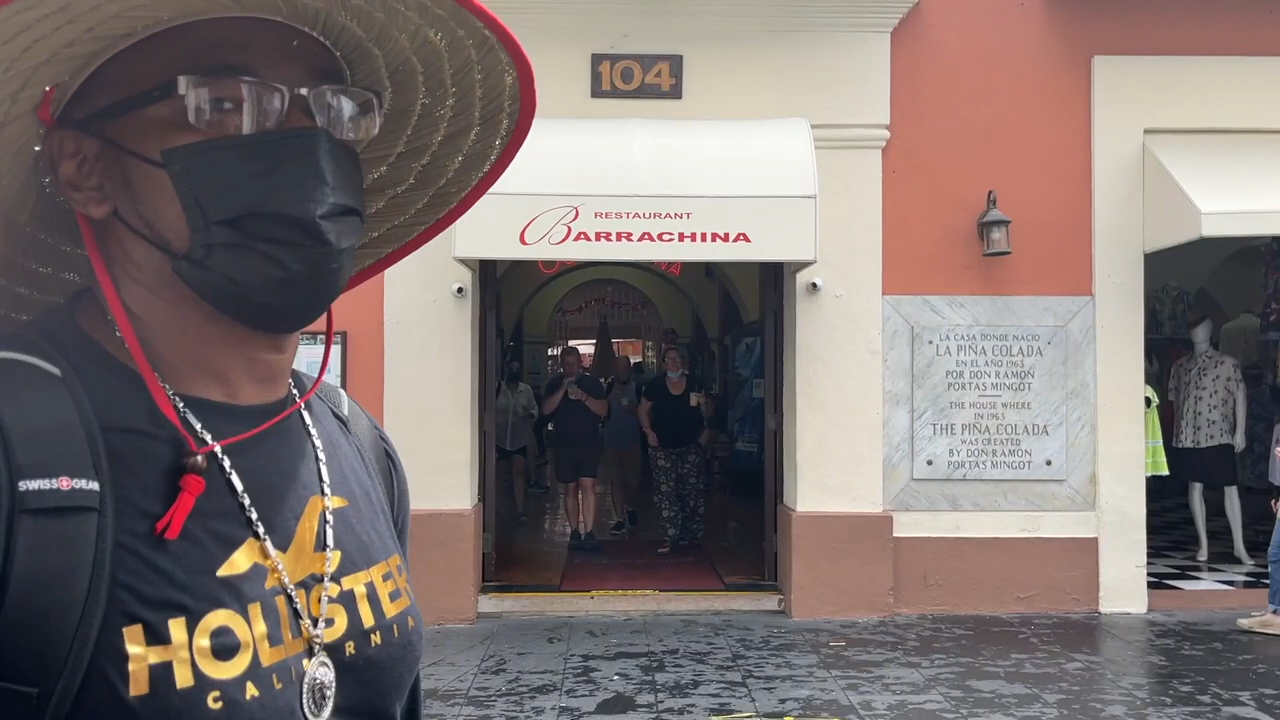 104
RESTAURANT
BARRACHINA
LA CASA DONDE NACIO
LA PIÑA COLADA
EN EL AÑO 1963
POR DON RAMON
PORTAS MINGOT
THE HOUSE WHERE
IN 1963
THE PIÑA COLADA
WAS CREATED
BY DON RAMON
PORTAS MINGOT
SWISSGEAR
HOLLISTER
CALIFORNIA